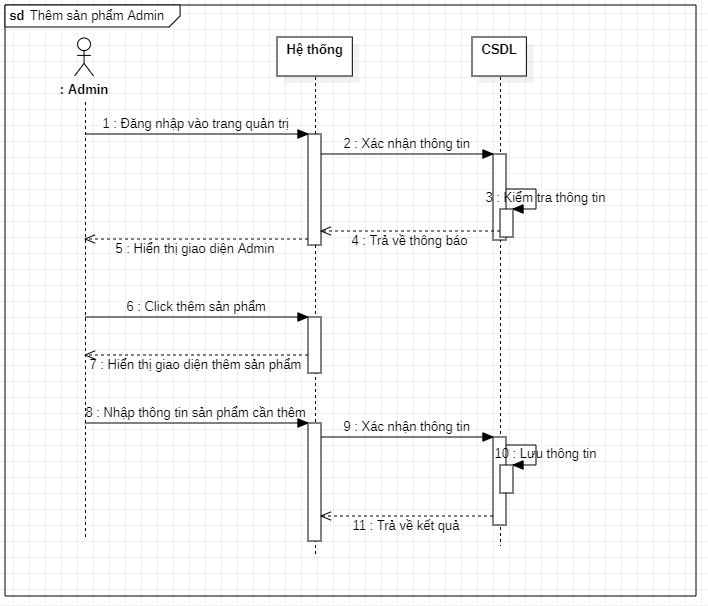 sd Thêm sản phẩm Admin
Hệ thống
CSDL
: Admin
1 : Đăng nhập vào trang quản trị
2 : Xác nhận thông tin
3 : Kiểm tra thông tin
4 : Trả về thông báo
5 : Hiển thị giao diện Admin
6 : Click thêm sản phẩm
7 : Hiển thị giao diện thêm sản phẩm
8 : Nhập thông tin sản phẩm cần thêm
9 : Xác nhận thông tin
10 : Lưu thông tin
11 : Trả về kết quả